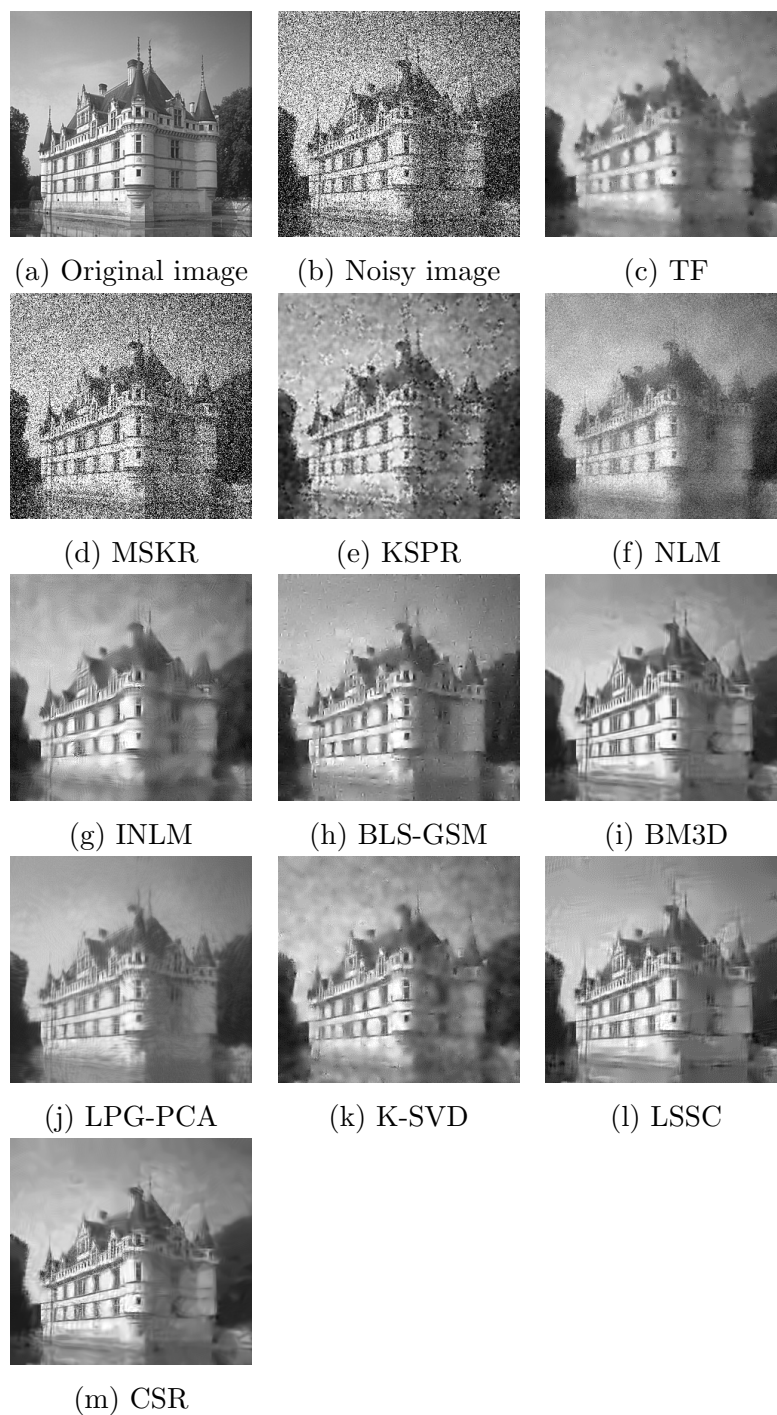 (a) Original image (b) Noisy image (c) TF
(d) MSKR (e) KSPR (f) NLM
(g) INLM (h) BLS-GSM (i) BM3D
(j) LPG-PCA (k) K-SVD (l) LSSC
(m) CSR